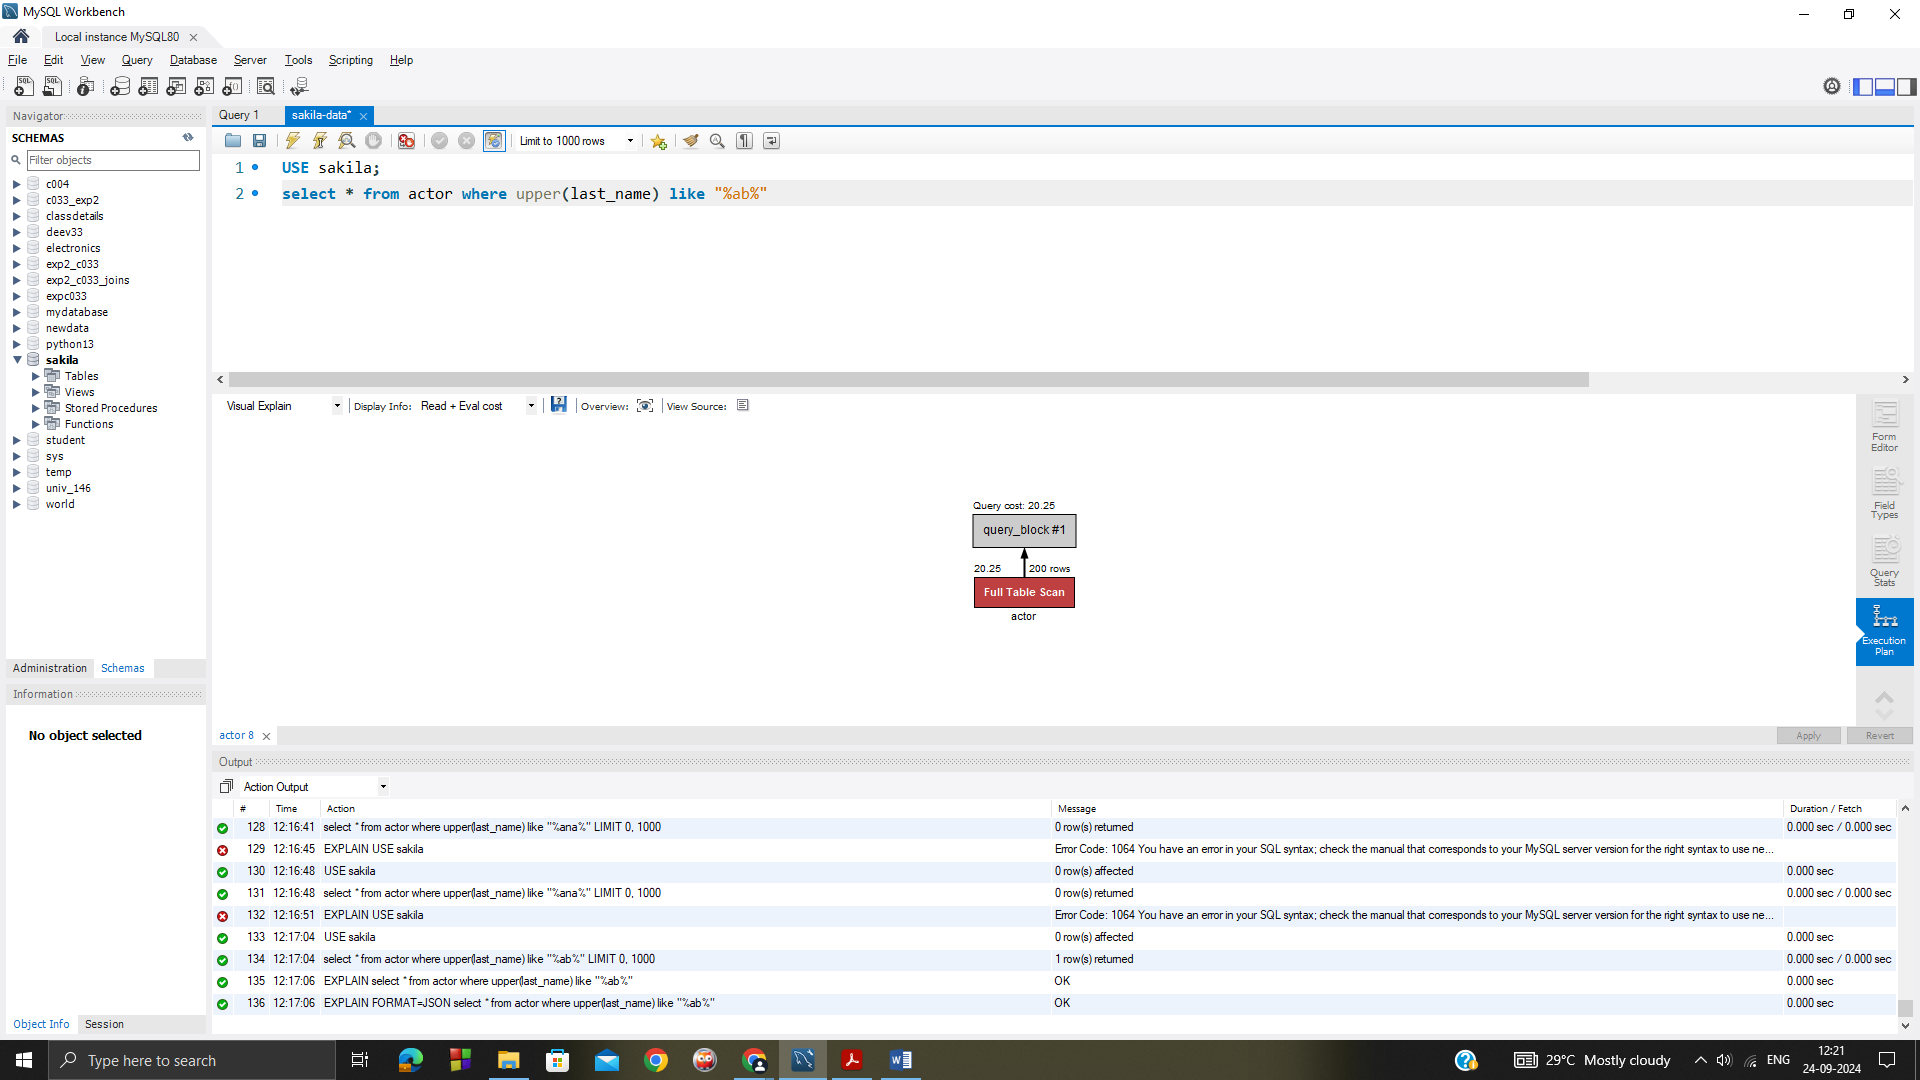 MySQL Workbench
Local instance MySQL80
File Edit View Query Database Server Tools Scripting Help
Navigator
SCHEMAS
Filter objects
c004
c033_exp2
classdetails
deev33
electronics
exp2_c033
exp2_c033_joins
expc033
mydatabase
newdata
python13
sakila
Tables
Views
Stored Procedures
Functions
student
sys
temp
univ_146
world
Administration Schemas
Information
No object selected
Object Info Session
Query 1 sakila-data*
Limit to 1000 rows
1 USE sakila;
2 select * from actor where upper(last_name) like "%ab%"
Visual Explain Display Info: Read + Eval cost Overview: View Source:
Query cost: 20.25
query_block #1
20.25 200 rows
Full Table Scan
actor
Form
Editor
Field
Types
Query
Stats
Execution
Plan
actor 8
Apply Revert
Output
Action Output
# Time Action Message Duration / Fetch
128 12:16:41 select * from actor where upper(last_name) like "%ana%" LIMIT 0, 1000 0 row(s) returned 0.000 sec / 0.000 sec
129 12:16:45 EXPLAIN USE sakila Error Code: 1064 You have an error in your SQL syntax; check the manual that corresponds to your MySQL server version for the right syntax to use ne...
130 12:16:48 USE sakila 0 row(s) affected 0.000 sec
131 12:16:48 select * from actor where upper(last_name) like "%ana%" LIMIT 0, 1000 0 row(s) returned 0.000 sec / 0.000 sec
132 12:16:51 EXPLAIN USE sakila Error Code: 1064 You have an error in your SQL syntax; check the manual that corresponds to your MySQL server version for the right syntax to use ne...
133 12:17:04 USE sakila 0 row(s) affected 0.000 sec
134 12:17:04 select * from actor where upper(last_name) like "%ab%" LIMIT 0, 1000 1 row(s) returned 0.000 sec / 0.000 sec
135 12:17:06 EXPLAIN select * from actor where upper(last_name) like "%ab%" OK 0.000 sec
136 12:17:06 EXPLAIN FORMAT=JSON select * from actor where upper(last_name) like "%ab%" OK 0.000 sec
Type here to search
29°C Mostly cloudy
ENG
12:21
24-09-2024